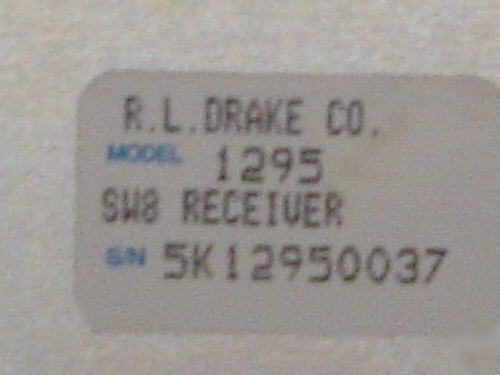 R.L.DRAKE CO.
MODEL 1295
SW8 RECEIVER
S/N 5K12950037